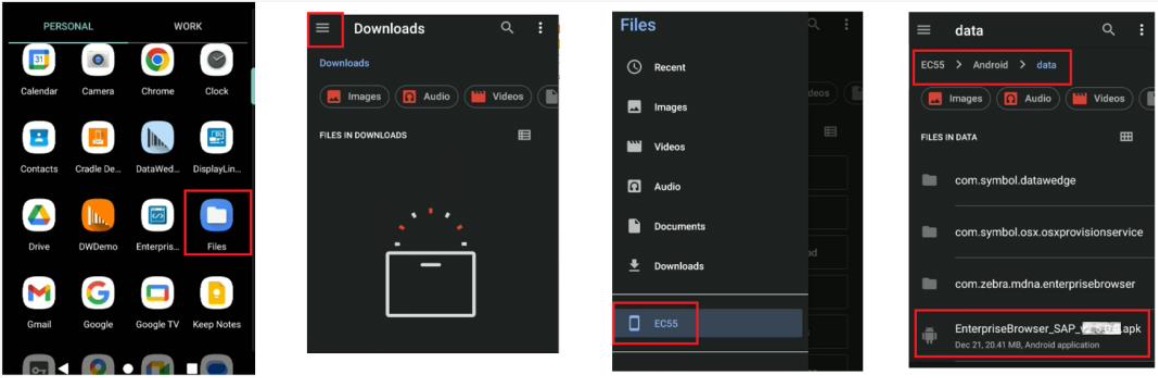 PERSONAL WORK
31
Calendar Camera Chrome Clock
Contacts Cradle De... DataWed... DisplayLin...
Drive DWDemo Enterpris... Files
Gmail Google Google TV Keep Notes
Downloads
Downloads
Images Audio Videos
FILES IN DOWNLOADS
Files
Recent
Images
Videos
Audio
Documents
Downloads
EC55
data
EC55 > Android > data
Images Audio Videos
FILES IN DATA
com.symbol.datawedge
com.symbol.osx.osxprovisionservice
com.zebra.mdna.enterprisebrowser
EnterpriseBrowser_SAP_ .apk
Dec 21, 20.41 MB, Android application